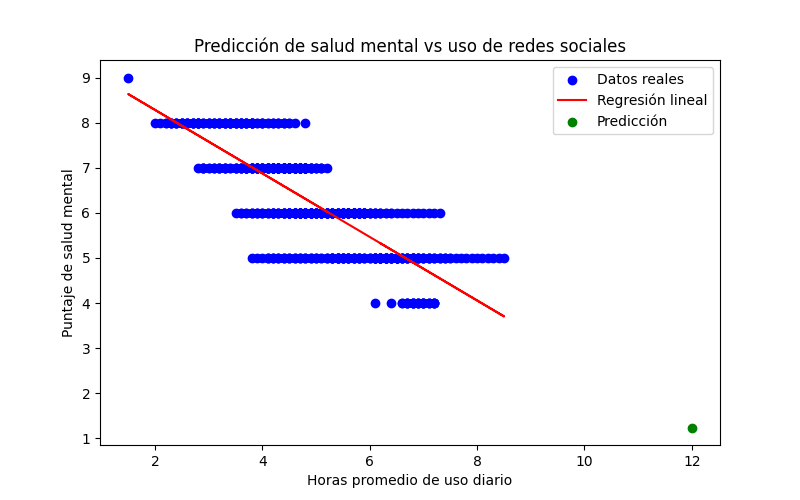 Predicción de salud mental vs uso de redes sociales
Datos reales
Regresión lineal
Predicción
Puntaje de salud mental
9
8
7
6
5
4
3
2
1
2 4 6 8 10 12
Horas promedio de uso diario